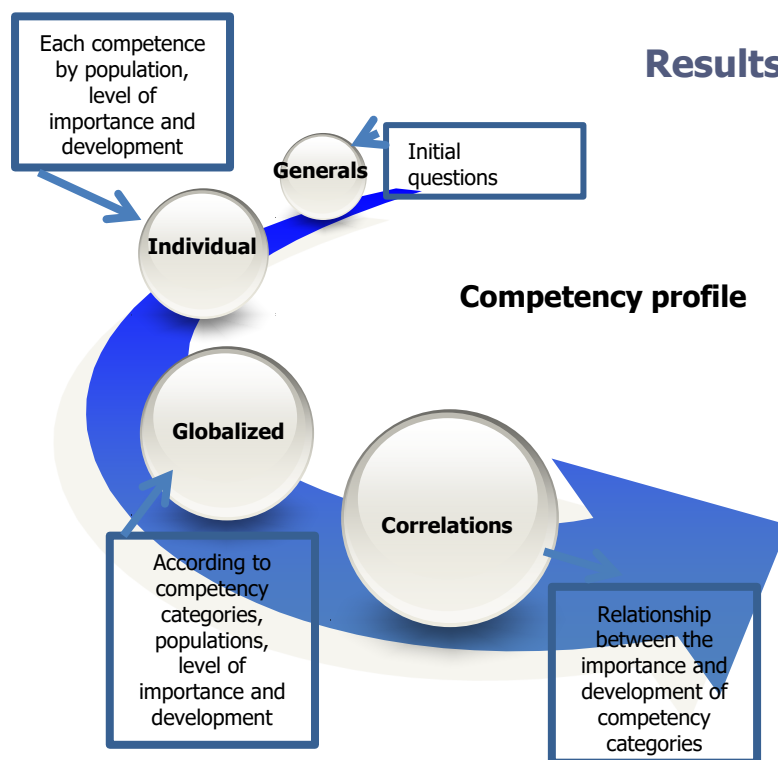 Results
Each competence
by population,
level of
importance and
development
Generals
Initial
questions
Individual
Competency profile
Globalized
Correlations
According to
competency
categories,
populations,
level of
importance and
development
Relationship
between the
importance and
development of
competency
categories